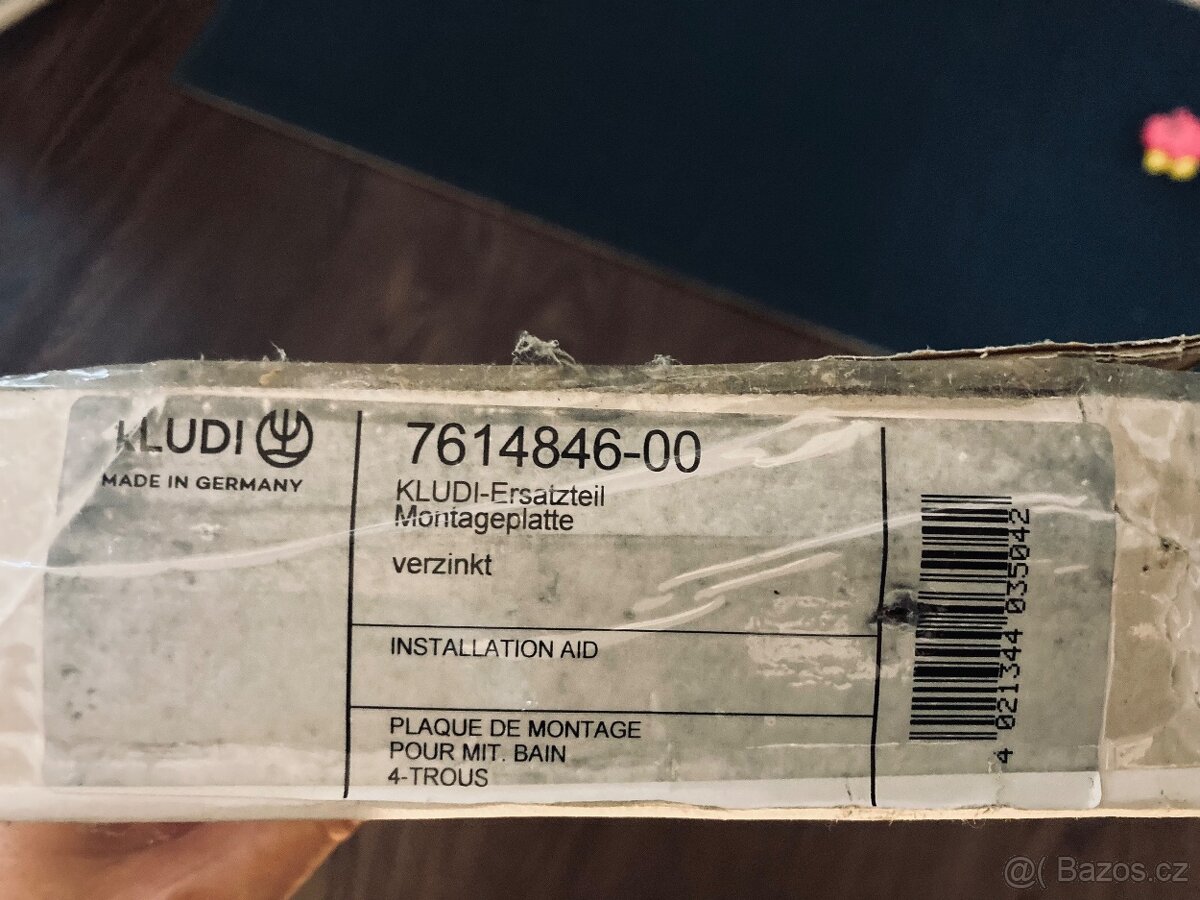 KLUDI
MADE IN GERMANY
7614846-00
KLUDI-Ersatzteil
Montageplatte
verzinkt
INSTALLATION AID
PLAQUE DE MONTAGE
POUR MIT. BAIN
4-TROUS
4 021344 035042
@( Bazos.cz